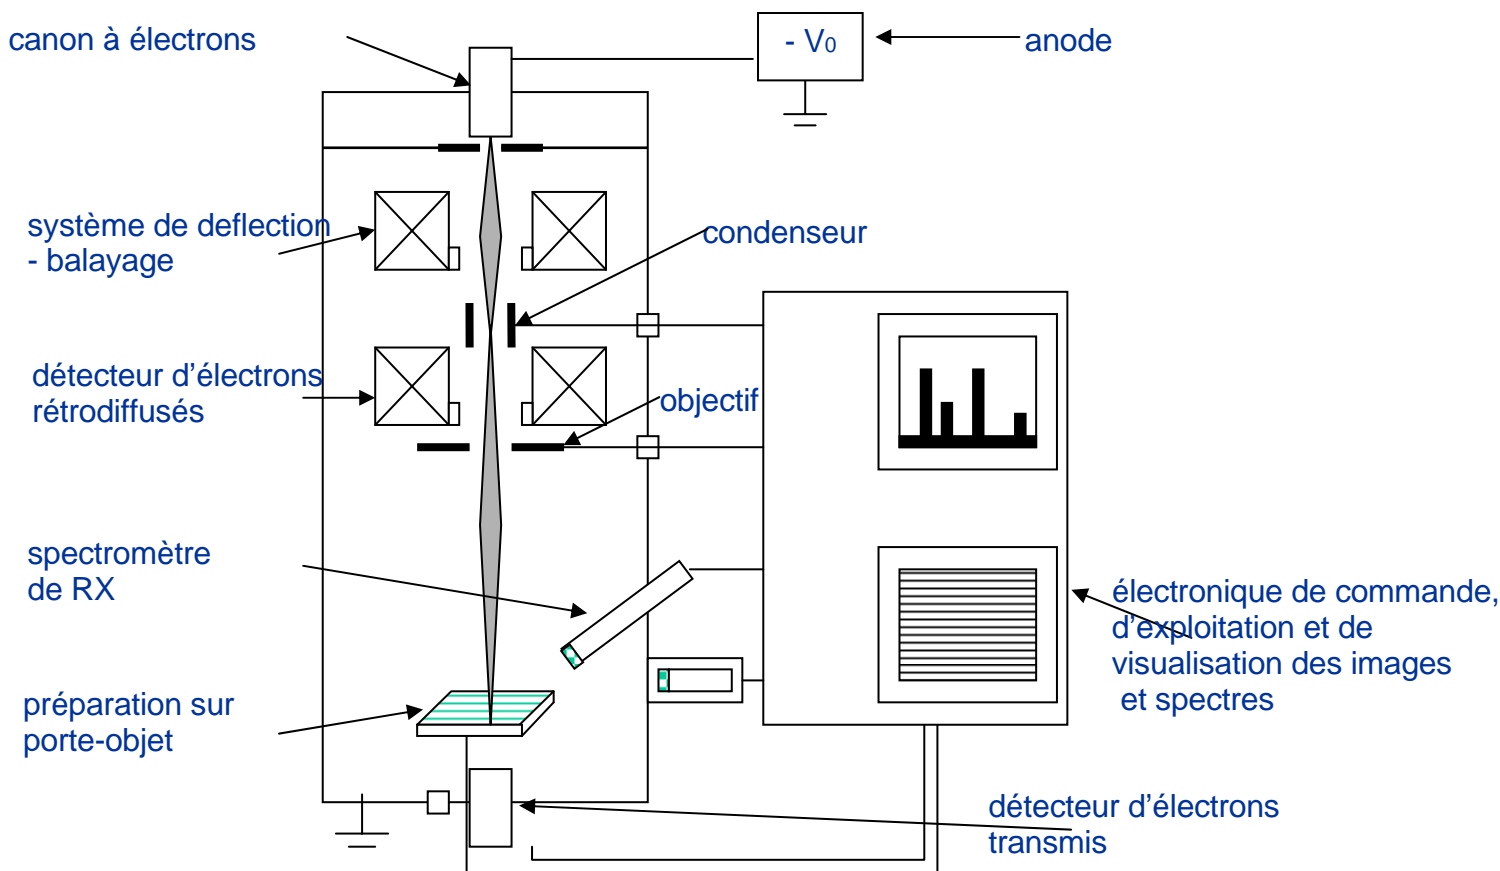 canon à électrons
- V0
anode
système de deflection
- balayage
condenseur
détecteur d'électrons
rétrodiffusés
objectif
spectromètre
de RX
électronique de commande,
d'exploitation et de
visualisation des images
et spectres
préparation sur
porte-objet
détecteur d'électrons
transmis